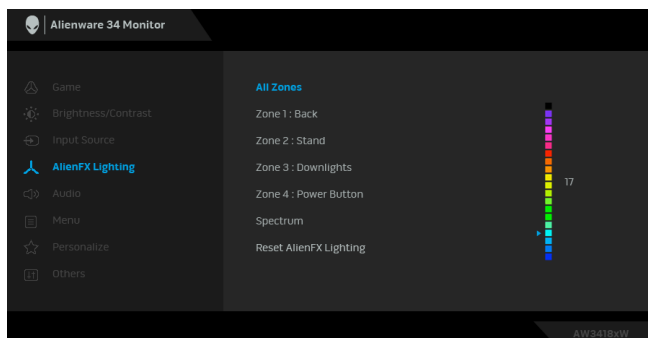 Alienware 34 Monitor
Game
Brightness/Contrast
Input Source
AlienFX Lighting
Audio
Menu
Personalize
Others
All Zones
Zone 1 : Back
Zone 2 : Stand
Zone 3 : Downlights
Zone 4 : Power Button
Spectrum
Reset AlienFX Lighting
17
AW3418xW